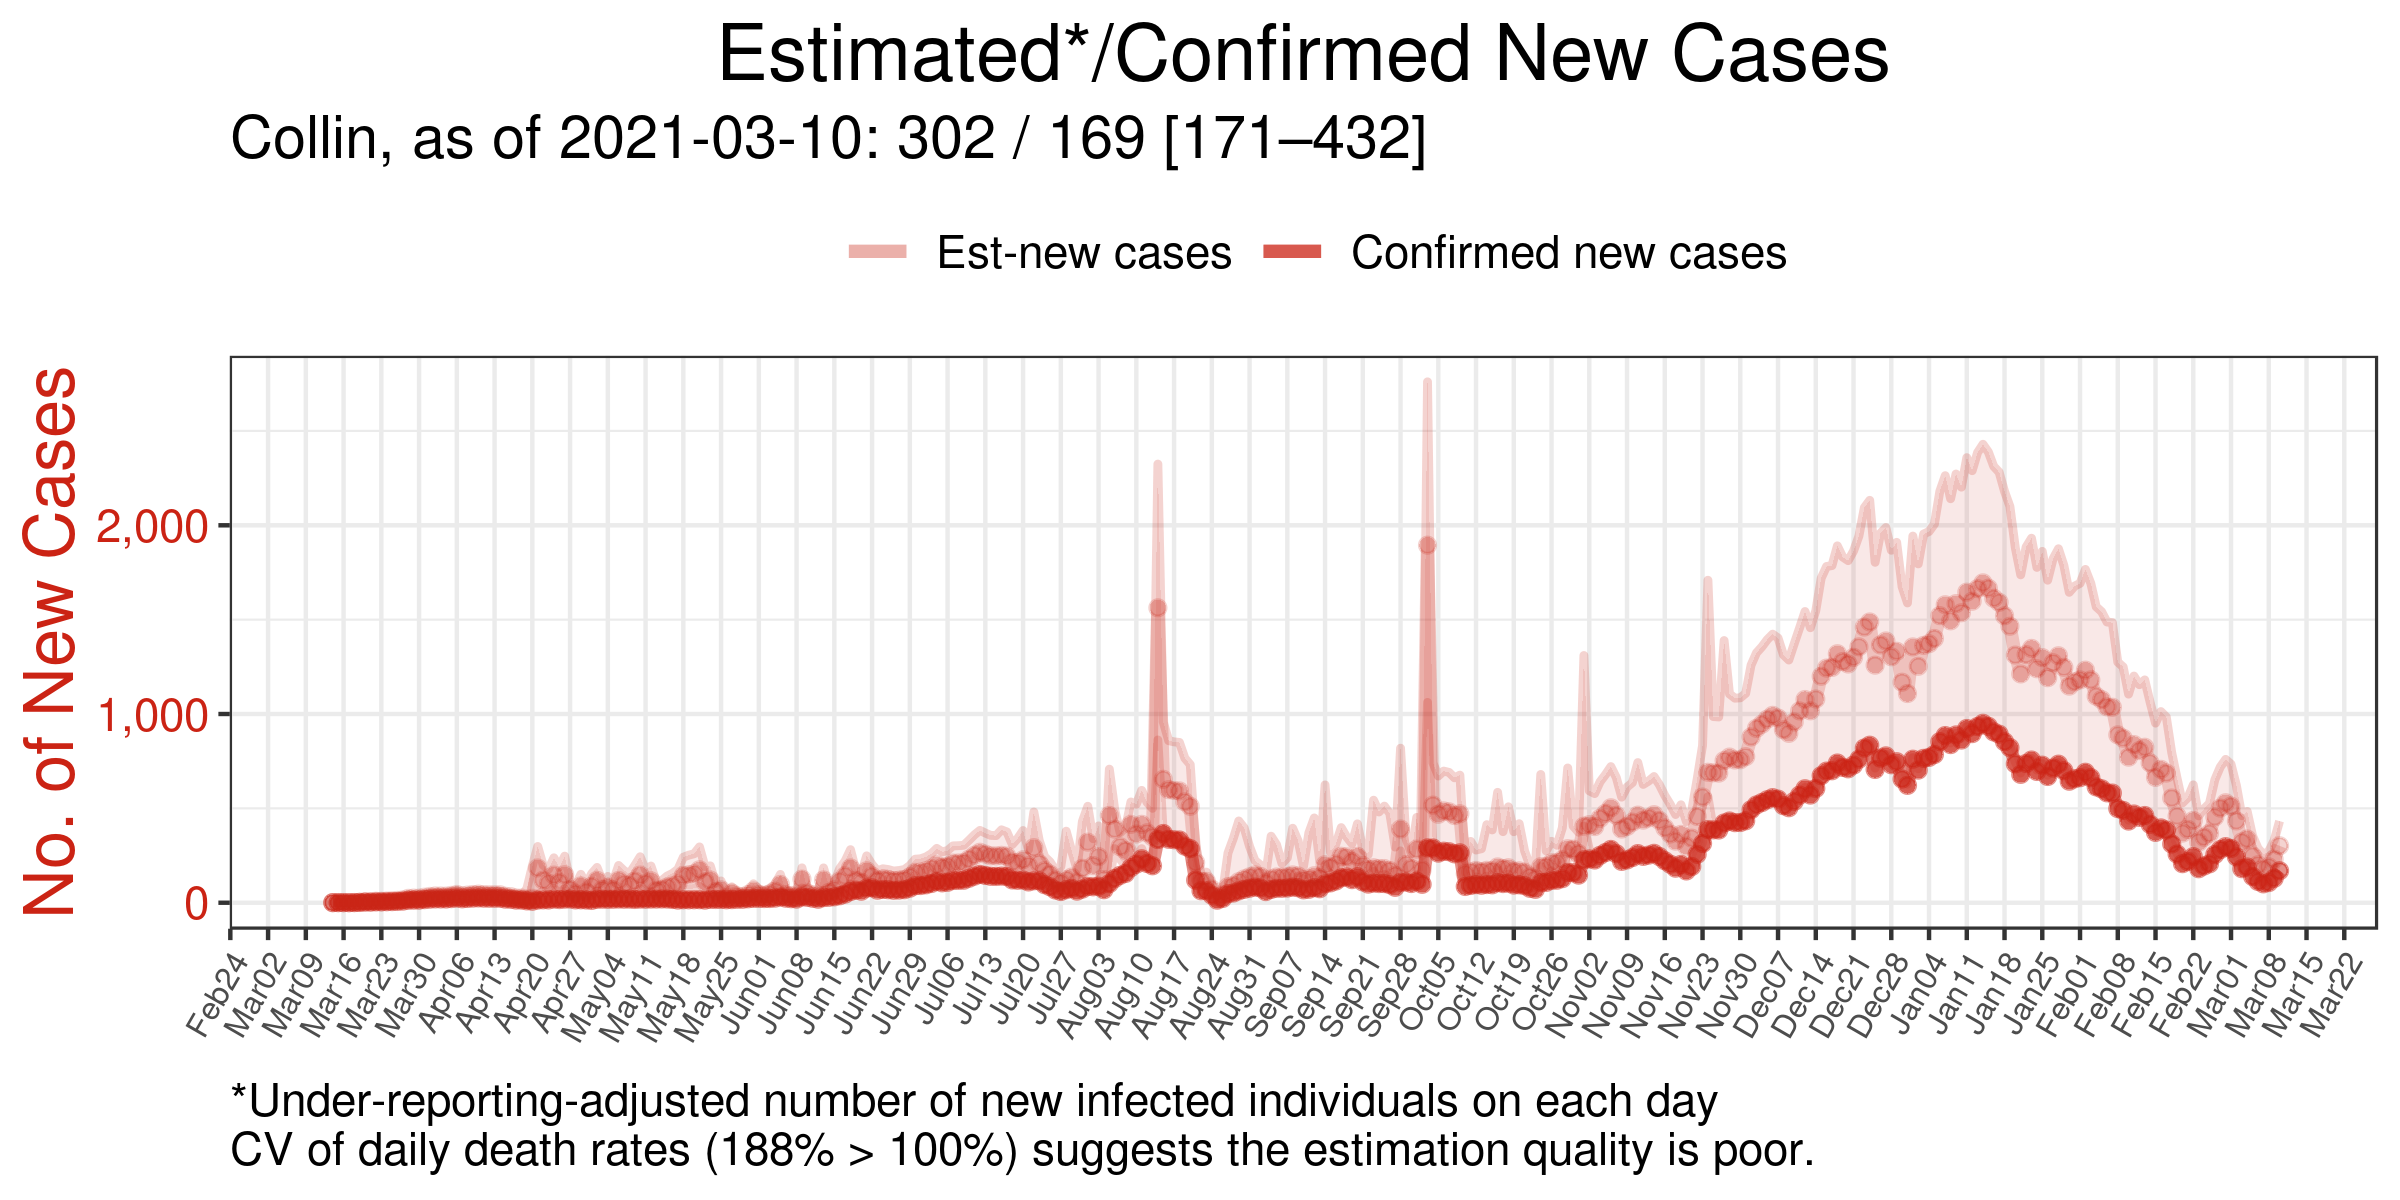 Estimated*/Confirmed New Cases
Collin, as of 2021-03-10: 302 / 169 [171–432]
Est-new cases
Confirmed new cases
No. of New Cases
2,000
1,000
0
Feb24
Mar02
Mar09
Mar16
Mar23
Mar30
Apr06
Apr13
Apr20
Apr27
May04
May11
May18
May25
Jun01
Jun08
Jun15
Jun22
Jun29
Jul06
Jul13
Jul20
Jul27
Aug03
Aug10
Aug17
Aug24
Aug31
Sep07
Sep14
Sep21
Sep28
Oct05
Oct12
Oct19
Oct26
Nov02
Nov09
Nov16
Nov23
Nov30
Dec07
Dec14
Dec21
Dec28
Jan04
Jan11
Jan18
Jan25
Feb01
Feb08
Feb15
Feb22
Mar01
Mar08
Mar15
Mar22
*Under-reporting-adjusted number of new infected individuals on each day
CV of daily death rates (188% > 100%) suggests the estimation quality is poor.